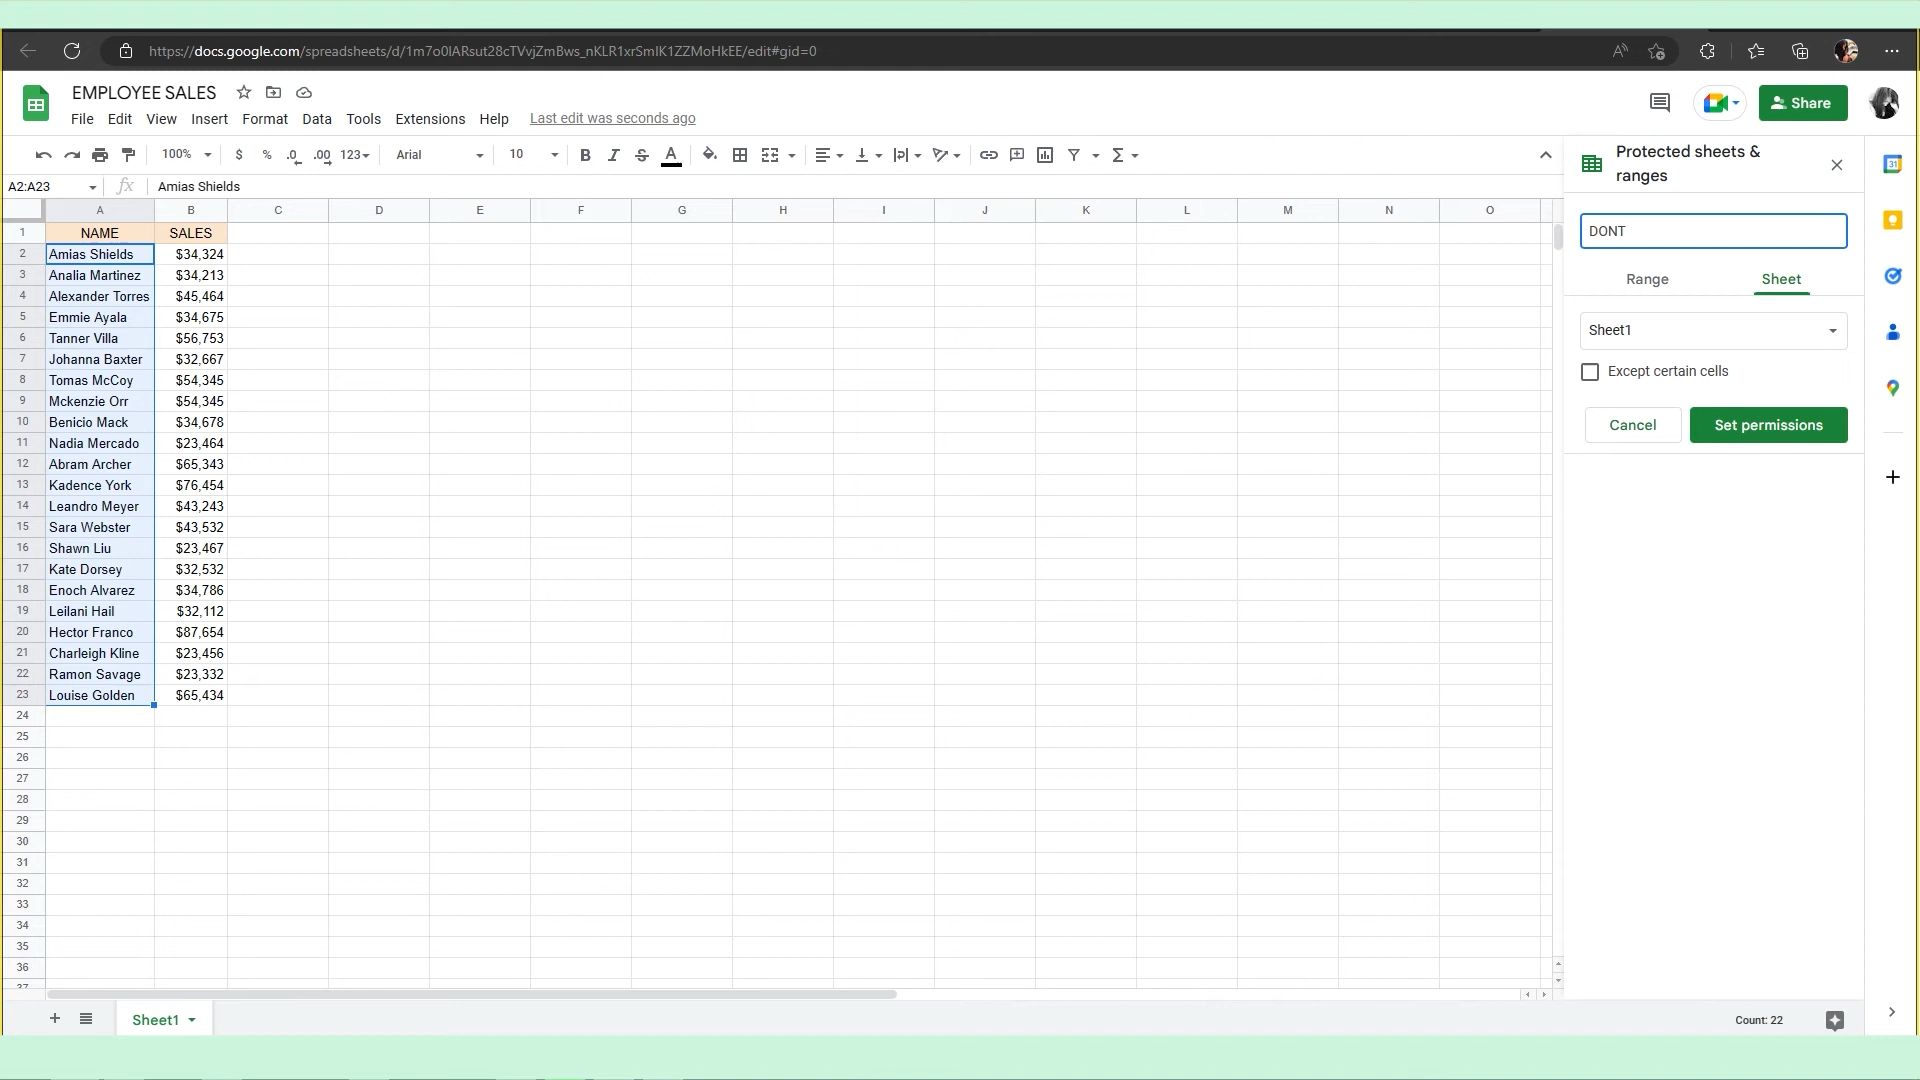 https://docs.google.com/spreadsheets/d/1m7o0lARsut28cTVvjZmBws_nKLR1xrSmlK1ZZMoHkEE/edit#gid=0
EMPLOYEE SALES
Share
File Edit View Insert Format Data Tools Extensions Help Last edit was seconds ago
100% $ % .0 .00 123 Arial 10 B I S A
Protected sheets &
ranges
A2:A23 fx Amias Shields
A B C D E F G H I J K L M N O
DONT
1 NAME SALES
2 Amias Shields $34,324
3 Analia Martinez $34,213
Range Sheet
4 Alexander Torres $45,464
5 Emmie Ayala $34,675
Sheet1
6 Tanner Villa $56,753
7 Johanna Baxter $32,667
Except certain cells
8 Tomas McCoy $54,345
9 Mckenzie Orr $54,345
10 Benicio Mack $34,678
Cancel Set permissions
11 Nadia Mercado $23,464
12 Abram Archer $65,343
13 Kadence York $76,454
14 Leandro Meyer $43,243
15 Sara Webster $43,532
16 Shawn Liu $23,467
17 Kate Dorsey $32,532
18 Enoch Alvarez $34,786
19 Leilani Hail $32,112
20 Hector Franco $87,654
21 Charleigh Kline $23,456
22 Ramon Savage $23,332
23 Louise Golden $65,434
24
25
26
27
28
29
30
31
32
33
34
35
36
37
Sheet1
Count: 22